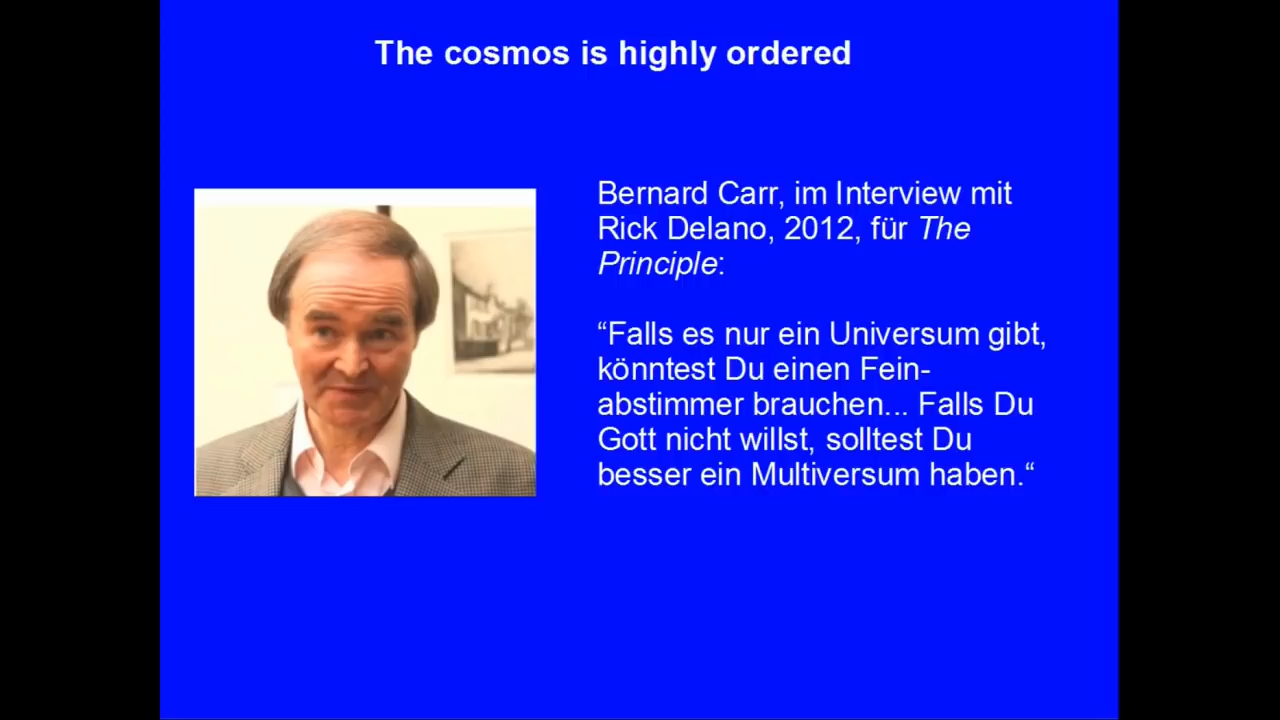 The cosmos is highly ordered
Bernard Carr, im Interview mit
Rick Delano, 2012, für The
Principle:
“Falls es nur ein Universum gibt,
könntest Du einen Fein-
abstimmer brauchen... Falls Du
Gott nicht willst, solltest Du
besser ein Multiversum haben.“